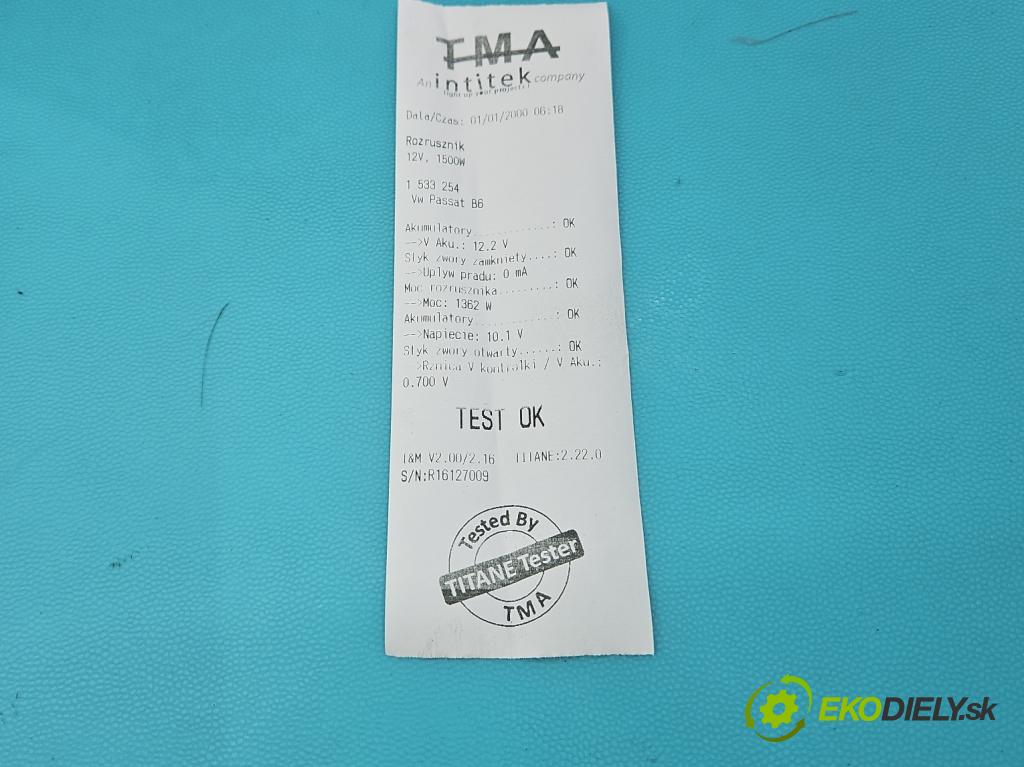 TMA
An intitek company
light up your projects!
Data/Czas: 01/01/2000 06:18
Rozrusznik
12V, 1500W
1 533 254
Vw Passat B6
Akumulatory..............: OK
-->V Aku.: 12.2 V
Styk zwory zamkniety....: OK
-->Uplyw pradu: 0 mA
Moc rozrusznika.........: OK
-->Moc: 1362 W
Akumulatory..............: OK
-->Napiecie: 10.1 V
Styk zwory otwarty......: OK
>Rznica V kontrolki / V Aku.:
0.700 V
TEST OK
T&M V2.00/2.16 TITANE:2.22.0
S/N:R16127009
Tested By
TITANE Tester
TMA
EKODIELY.sk